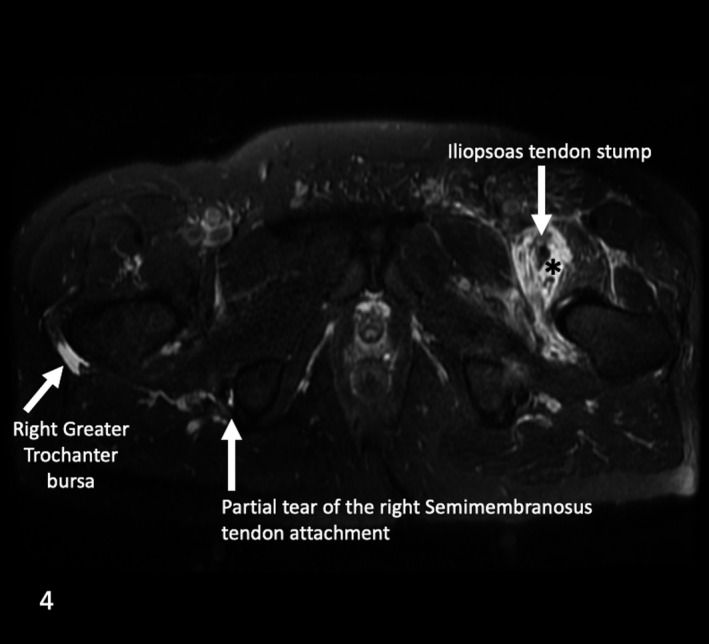 Iliopsoas tendon stump
*
Right Greater
Trochanter
bursa
Partial tear of the right Semimembranosus
tendon attachment
4